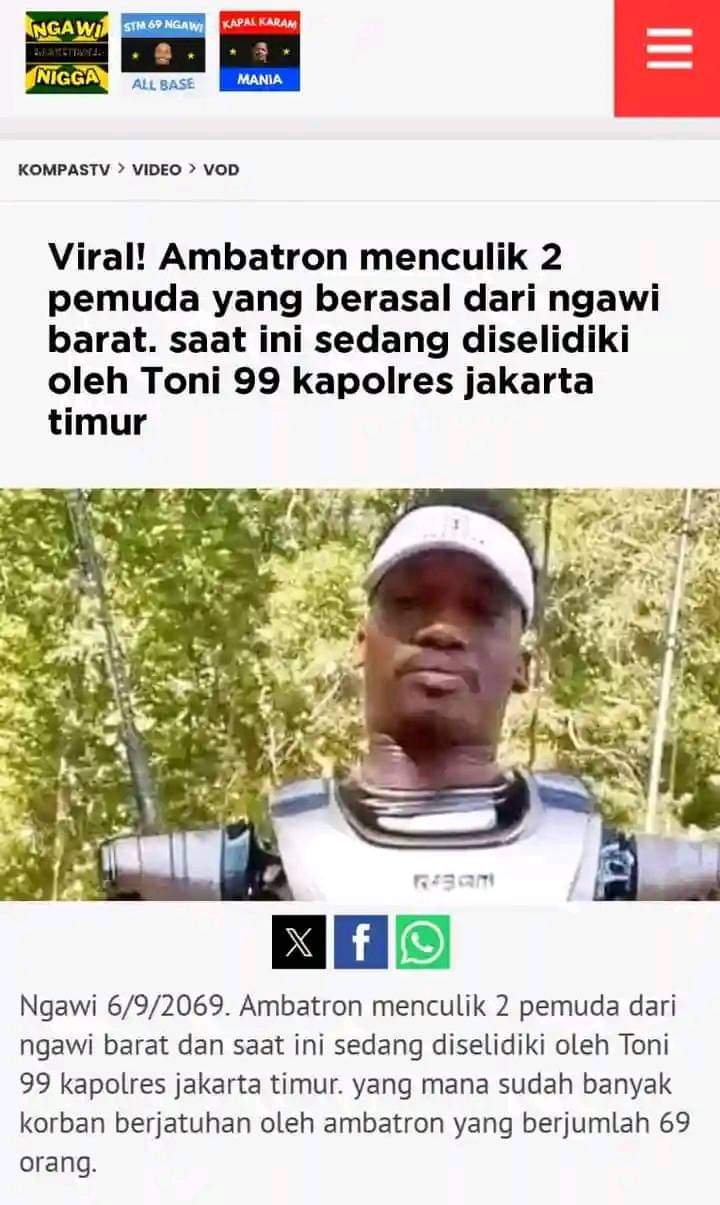 NGAWI
NIGGA
STM 69 NGAWI
ALL BASE
KAPAL KARAM
MANIA
KOMPASTV > VIDEO > VOD
Viral! Ambatron menculik 2
pemuda yang berasal dari ngawi
barat. saat ini sedang diselidiki
oleh Toni 99 kapolres jakarta
timur
Ngawi 6/9/2069. Ambatron menculik 2 pemuda dari
ngawi barat dan saat ini sedang diselidiki oleh Toni
99 kapolres jakarta timur. yang mana sudah banyak
korban berjatuhan oleh ambatron yang berjumlah 69
orang.